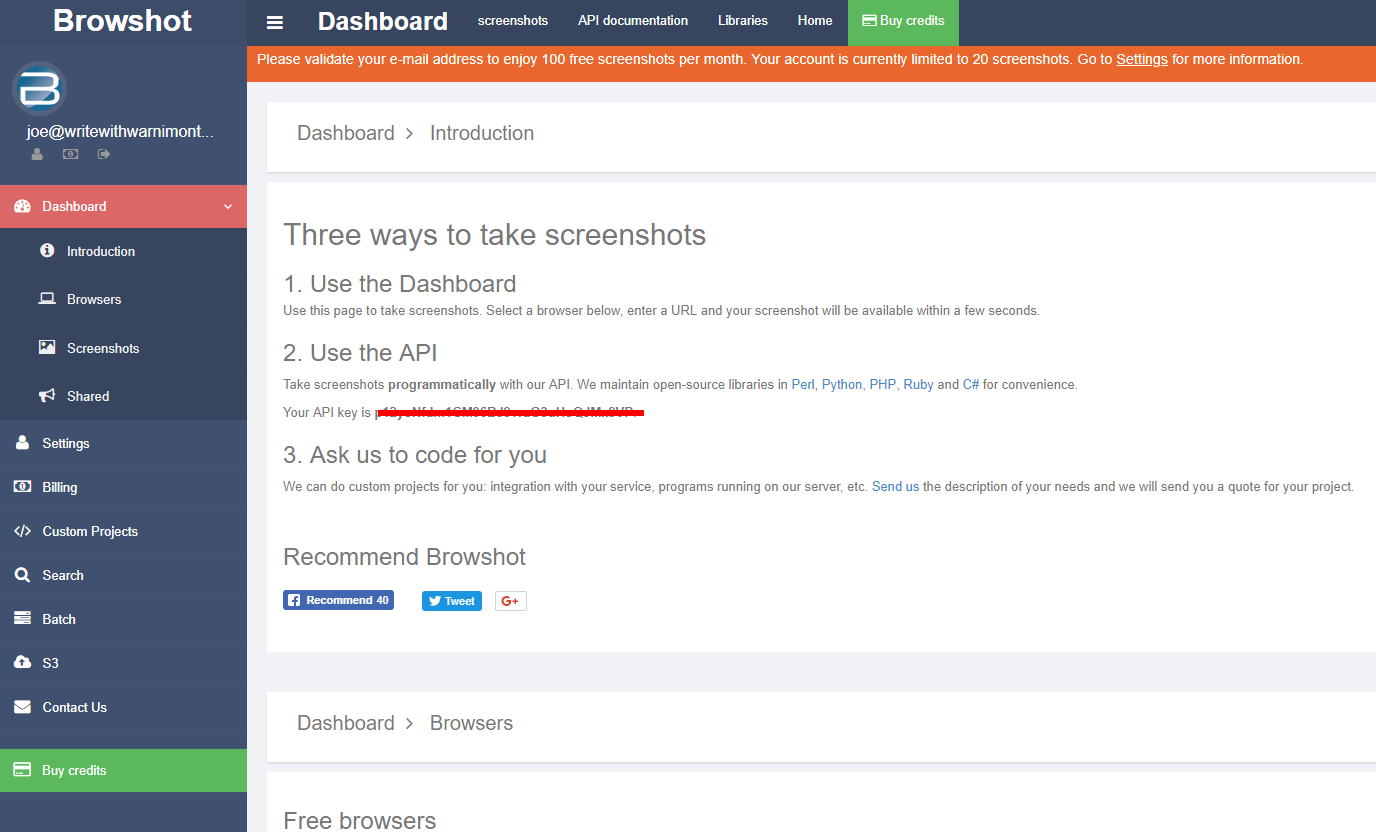 Browshot
joe@writewithwarnimont...
Dashboard
Introduction
Browsers
Screenshots
Shared
Settings
Billing
Custom Projects
Search
Batch
S3
Contact Us
Buy credits
Dashboard screenshots API documentation Libraries Home Buy credits
Please validate your e-mail address to enjoy 100 free screenshots per month. Your account is currently limited to 20 screenshots. Go to Settings for more information.
Dashboard > Introduction
Three ways to take screenshots
1. Use the Dashboard
Use this page to take screenshots. Select a browser below, enter a URL and your screenshot will be available within a few seconds.
2. Use the API
Take screenshots programmatically with our API. We maintain open-source libraries in Perl, Python, PHP, Ruby and C# for convenience.
Your API key is
3. Ask us to code for you
We can do custom projects for you: integration with your service, programs running on our server, etc. Send us the description of your needs and we will send you a quote for your project.
Recommend Browshot
Recommend 40 Tweet G+
Dashboard > Browsers
Free browsers